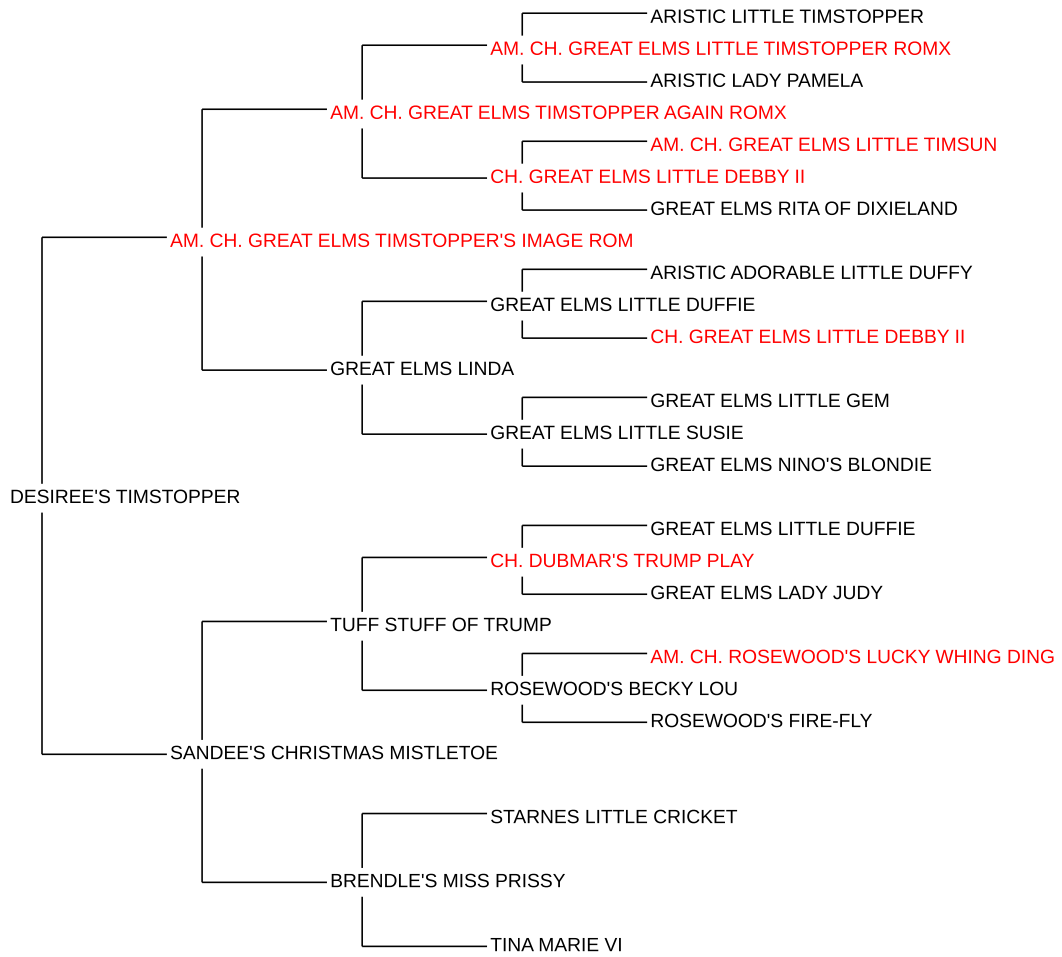 ARISTIC LITTLE TIMSTOPPER
AM. CH. GREAT ELMS LITTLE TIMSTOPPER ROMX
ARISTIC LADY PAMELA
AM. CH. GREAT ELMS TIMSTOPPER AGAIN ROMX
AM. CH. GREAT ELMS LITTLE TIMSUN
CH. GREAT ELMS LITTLE DEBBY II
GREAT ELMS RITA OF DIXIELAND
AM. CH. GREAT ELMS TIMSTOPPER'S IMAGE ROM
ARISTIC ADORABLE LITTLE DUFFY
GREAT ELMS LITTLE DUFFIE
CH. GREAT ELMS LITTLE DEBBY II
GREAT ELMS LINDA
GREAT ELMS LITTLE GEM
GREAT ELMS LITTLE SUSIE
GREAT ELMS NINO'S BLONDIE
DESIREE'S TIMSTOPPER
GREAT ELMS LITTLE DUFFIE
CH. DUBMAR'S TRUMP PLAY
GREAT ELMS LADY JUDY
TUFF STUFF OF TRUMP
AM. CH. ROSEWOOD'S LUCKY WHING DING
ROSEWOOD'S BECKY LOU
ROSEWOOD'S FIRE-FLY
SANDEE'S CHRISTMAS MISTLETOE
STARNES LITTLE CRICKET
BRENDLE'S MISS PRISSY
TINA MARIE VI